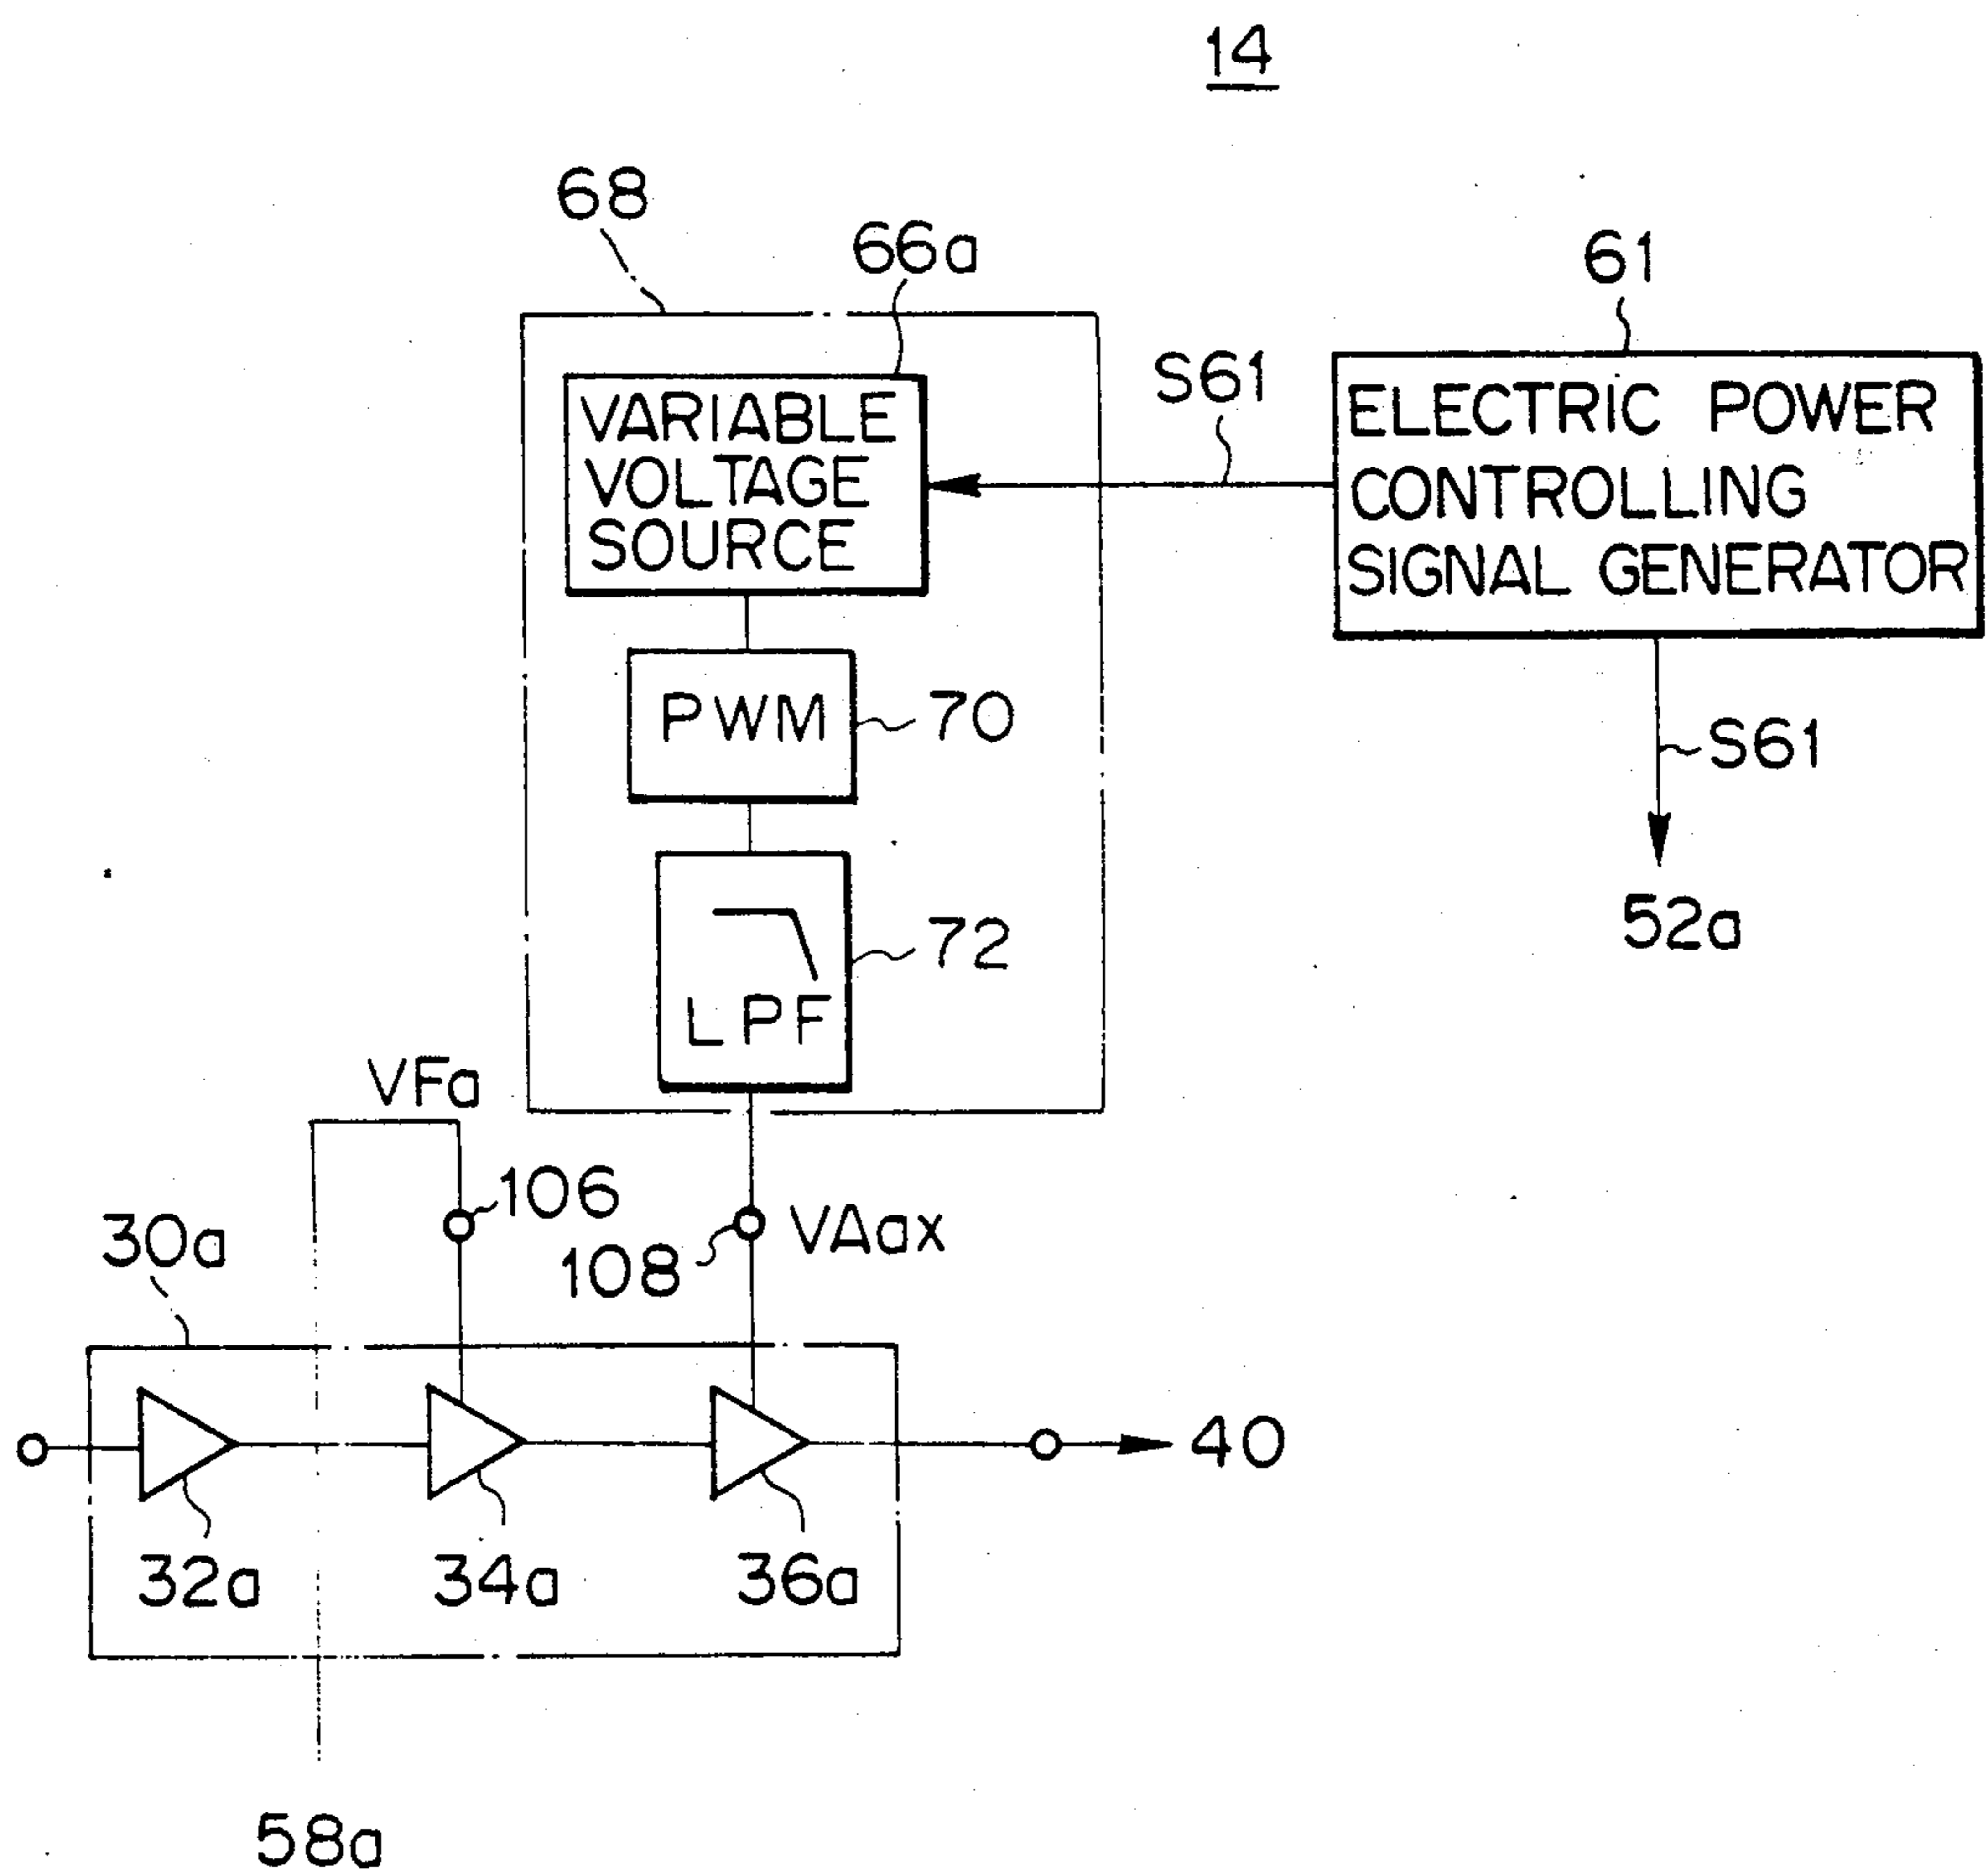 14
68
66a
61
S61
VARIABLE
VOLTAGE
SOURCE
ELECTRIC POWER
CONTROLLING
SIGNAL GENERATOR
PWM
70
S61
72
52a
LPF
VFa
106
108
VAax
30a
40
32a
34a
36a
58a